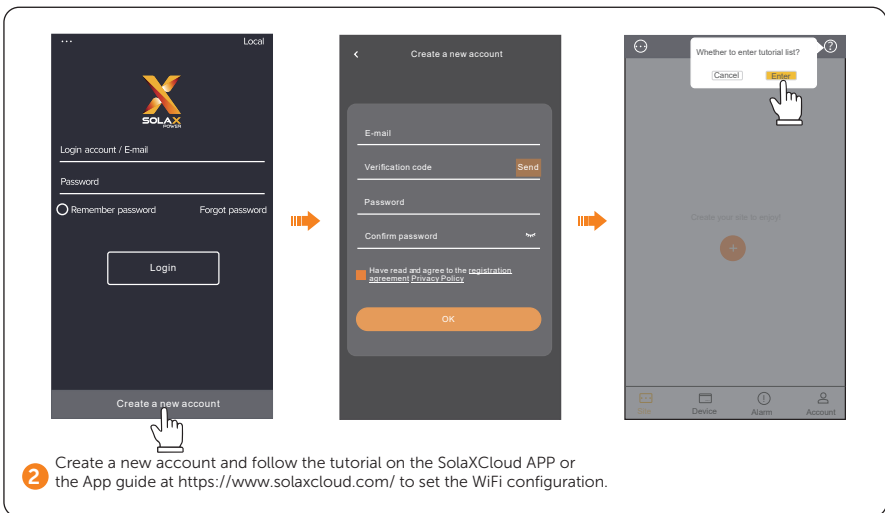 ...
Local
SOLAX
POWER
Login account / E-mail
Password
Remember password
Forgot password
Login
Create a new account
Create a new account
E-mail
Verification code
Send
Password
Confirm password
Have read and agree to the registration
agreement Privacy Policy
OK
Whether to enter tutorial list?
Cancel
Enter
?
Create your site to enjoy!
+
Site
Device
Alarm
Account
2
Create a new account and follow the tutorial on the SolaXCloud APP or
the App guide at https://www.solaxcloud.com/ to set the WiFi configuration.